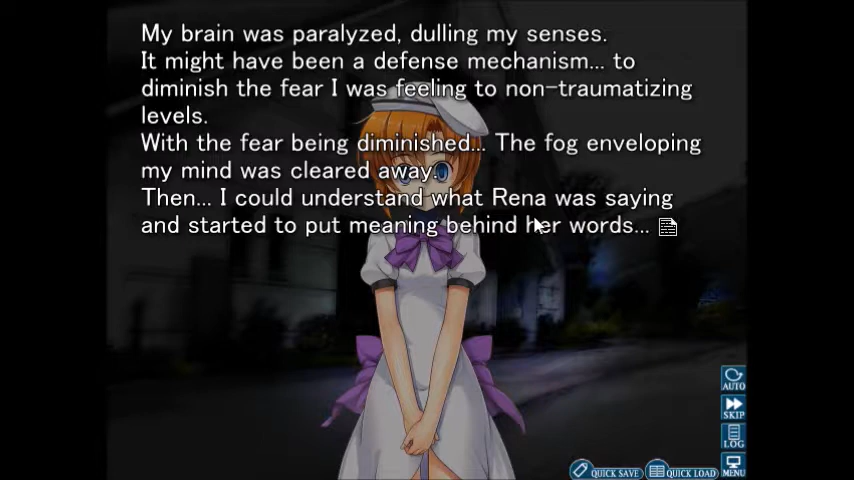 My brain was paralyzed, dulling my senses.
It might have been a defense mechanism... to
diminish the fear I was feeling to non-traumatizing
levels.
With the fear being diminished... The fog enveloping
my mind was cleared away.
Then... I could understand what Rena was saying
and started to put meaning behind her words...
AUTO
SKIP
LOG
MENU
QUICK SAVE
QUICK LOAD